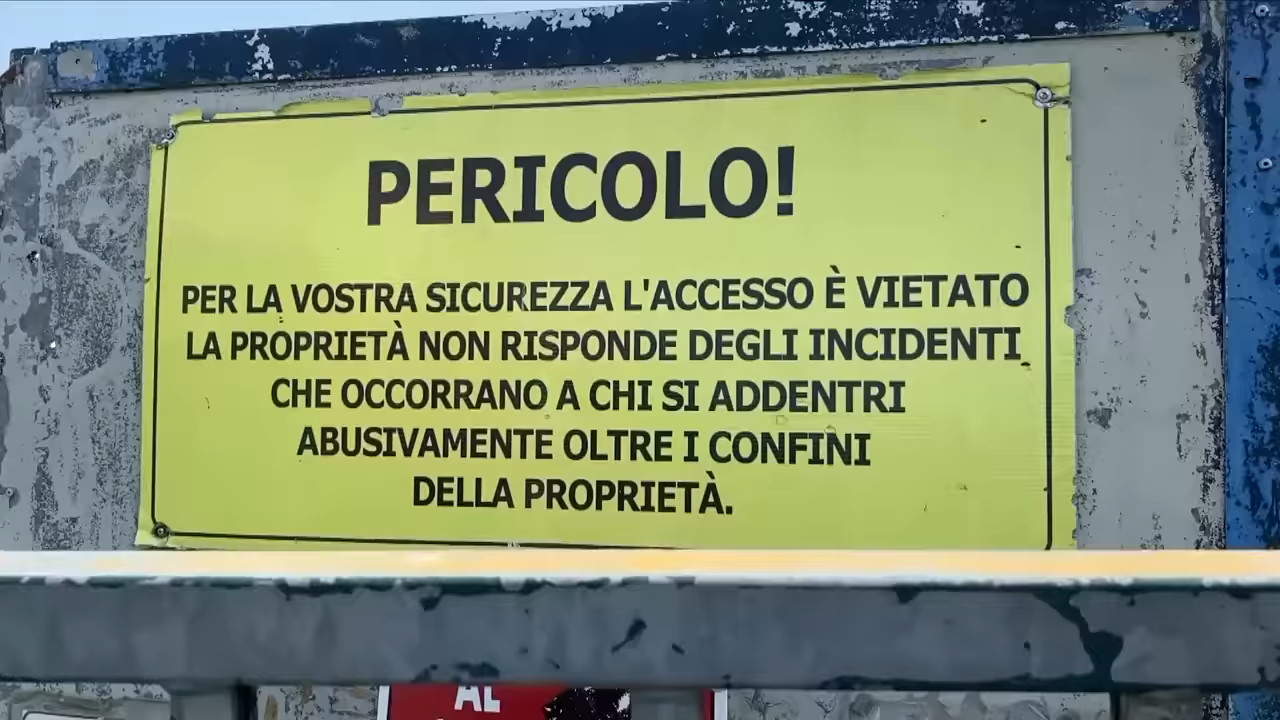 PERICOLO!
PER LA VOSTRA SICUREZZA L'ACCESSO È VIETATO
LA PROPRIETÀ NON RISPONDE DEGLI INCIDENTI
CHE OCCORRANO A CHI SI ADDENTRI
ABUSIVAMENTE OLTRE I CONFINI
DELLA PROPRIETÀ.
AL